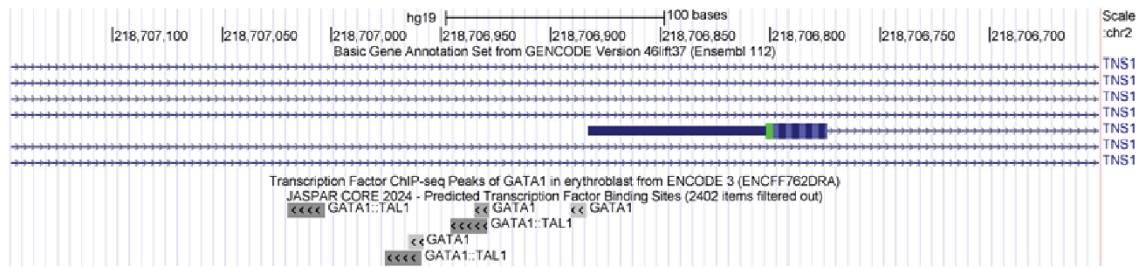 hg19 100 bases Scale
|218,707,100 |218,707,050 |218,707,000 |218,706,950 |218,706,900 |218,706,850 |218,706,800 |218,706,750 |218,706,700 :chr2
Basic Gene Annotation Set from GENCODE Version 46lift37 (Ensembl 112)
TNS1
TNS1
TNS1
TNS1
TNS1
TNS1
TNS1
Transcription Factor ChIP-seq Peaks of GATA1 in erythroblast from ENCODE 3 (ENCFF762DRA)
JASPAR CORE 2024 - Predicted Transcription Factor Binding Sites (2402 items filtered out)
GATA1::TAL1 GATA1 GATA1
GATA1::TAL1
GATA1
GATA1::TAL1